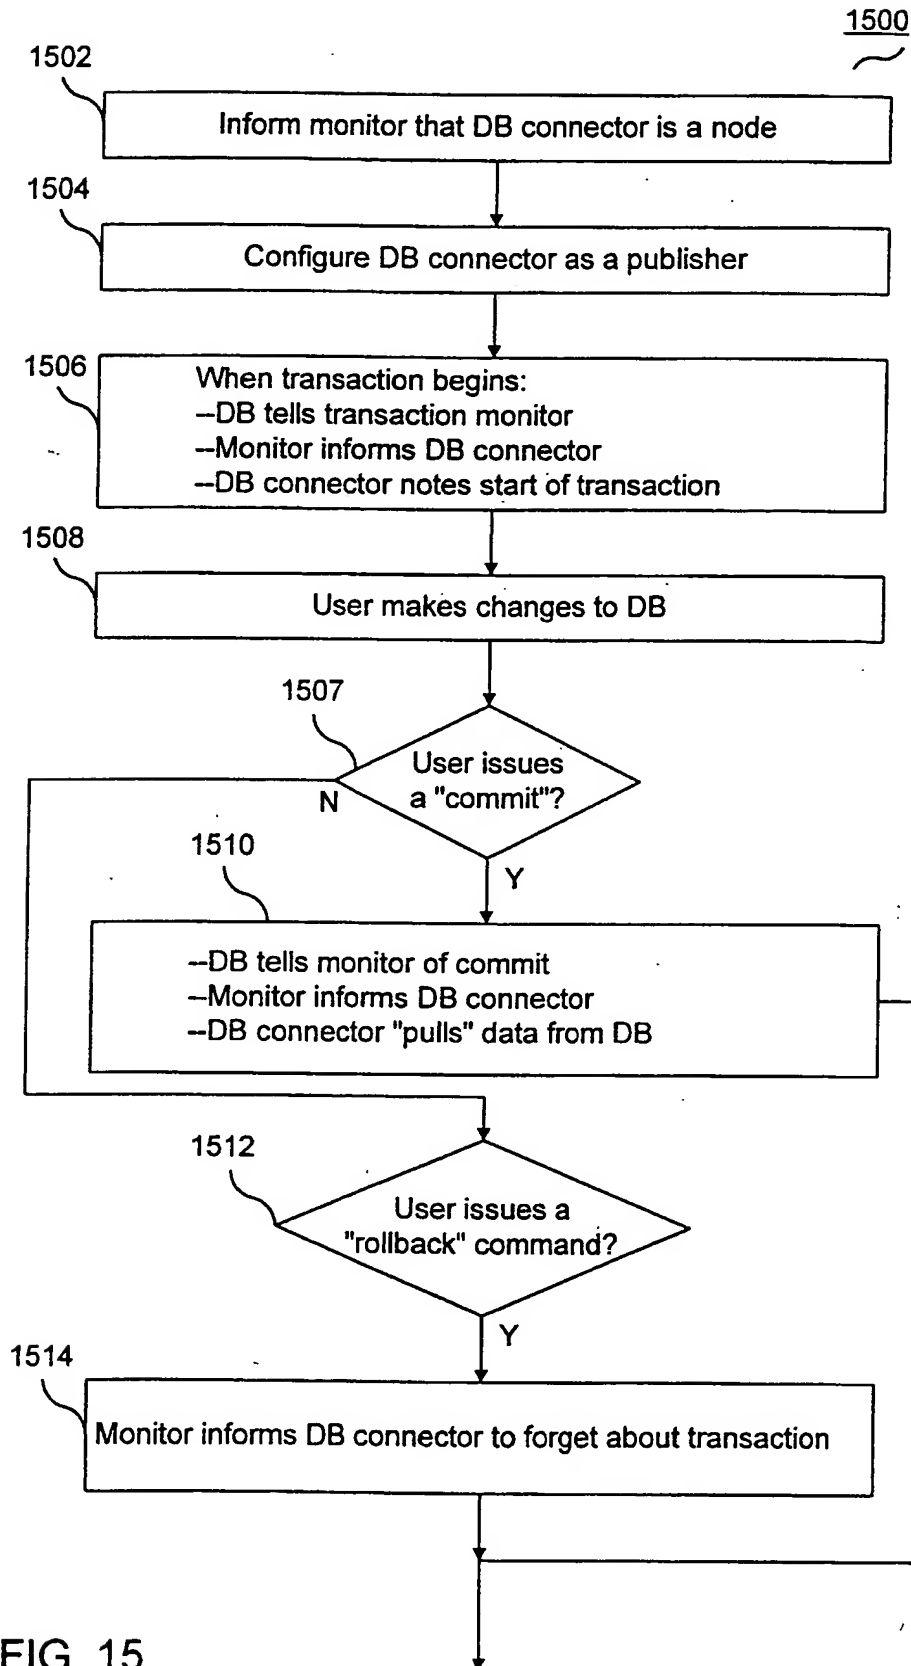 1500
1502
Inform monitor that DB connector is a node
1504
Configure DB connector as a publisher
1506
When transaction begins:
--DB tells transaction monitor
--Monitor informs DB connector
--DB connector notes start of transaction
1508
User makes changes to DB
1507
User issues
a "commit"?
N
Y
1510
--DB tells monitor of commit
--Monitor informs DB connector
--DB connector "pulls" data from DB
1512
User issues a
"rollback" command?
Y
1514
Monitor informs DB connector to forget about transaction
FIG. 15